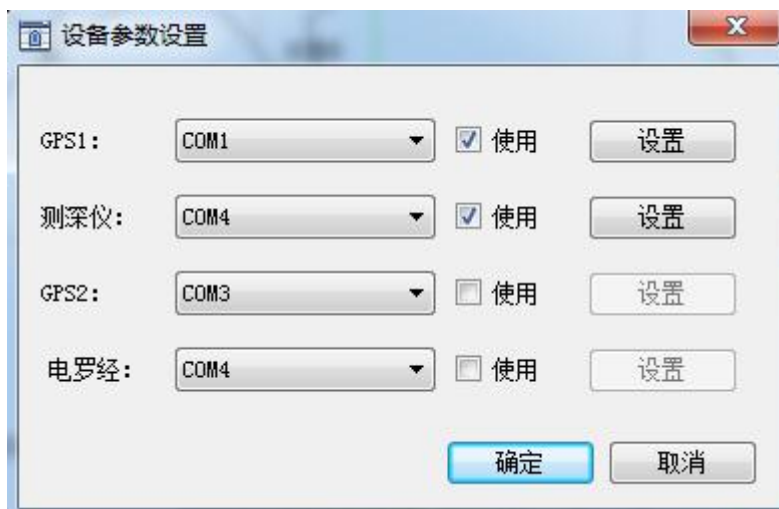 设备参数设置
GPS1: COM1 使用 设置
测深仪: COM4 使用 设置
GPS2: COM3 使用 设置
电罗经: COM4 使用 设置
确定 取消